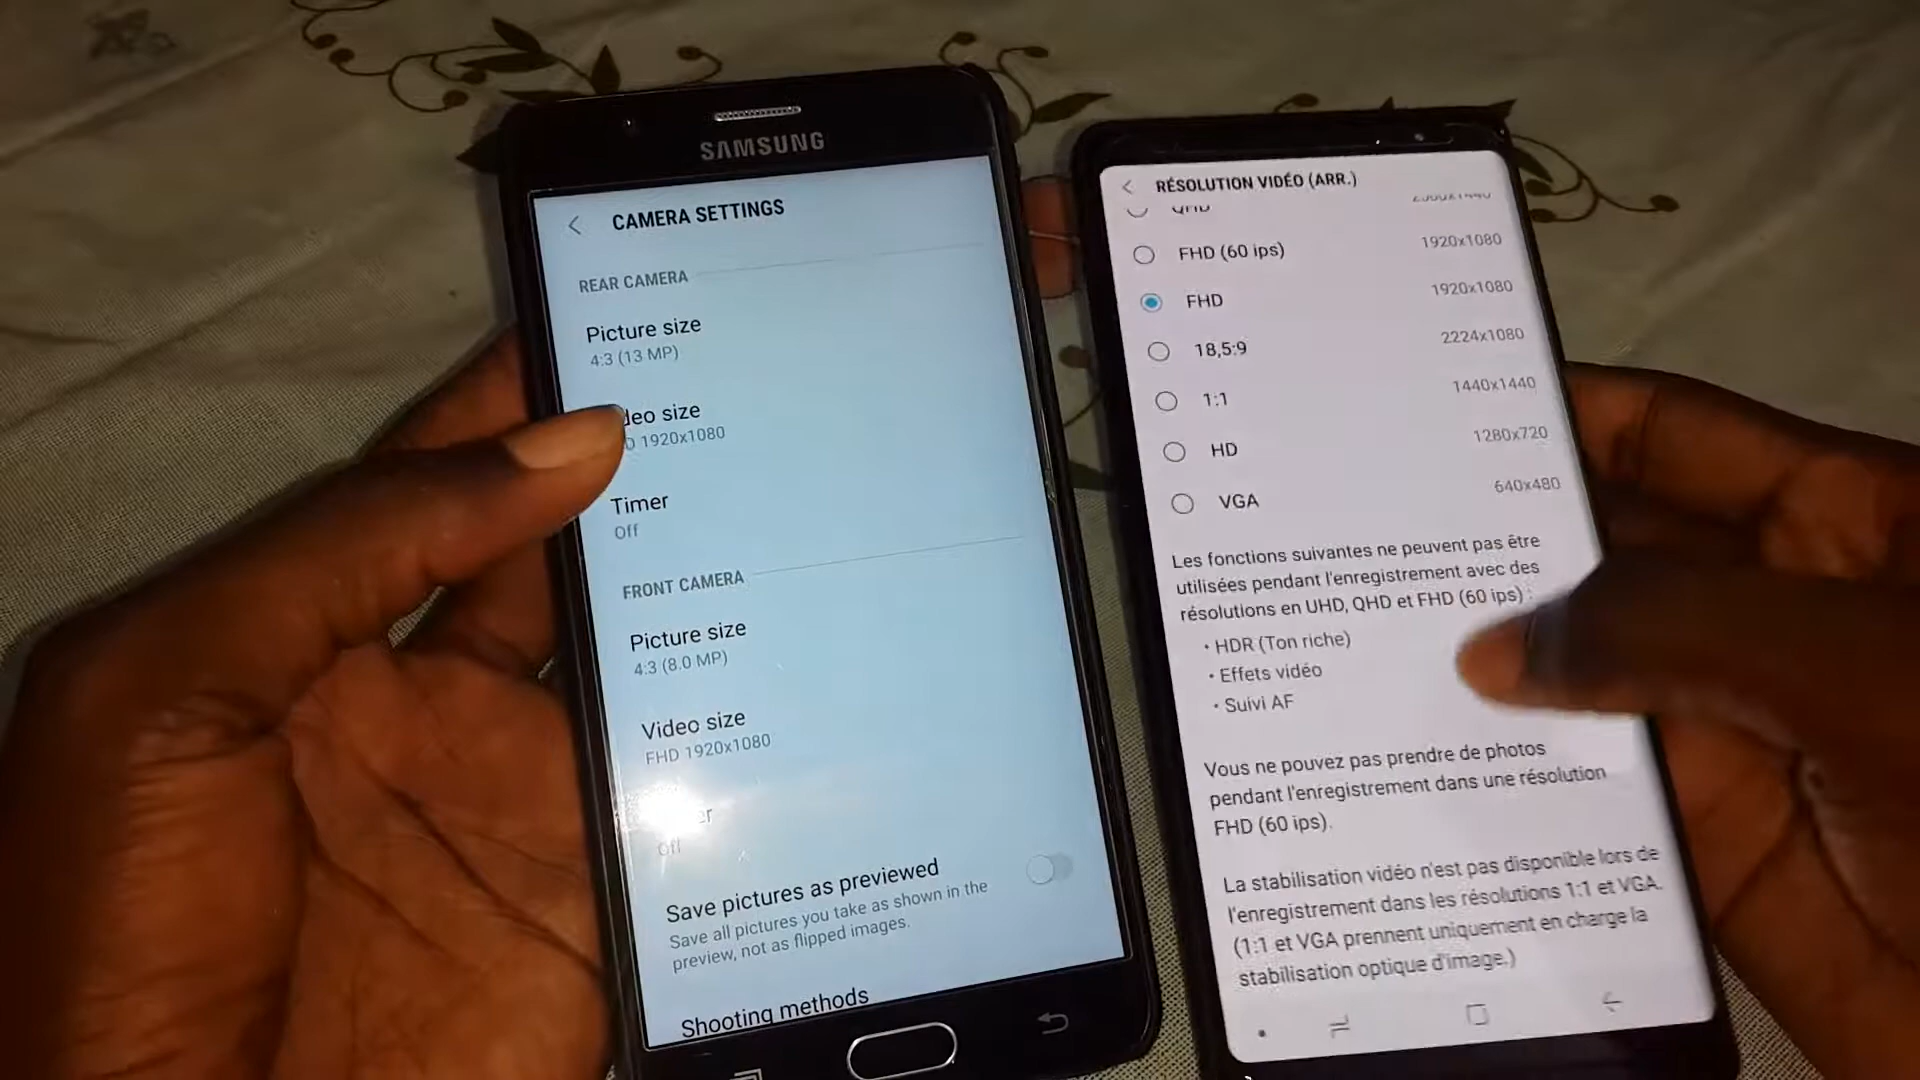 SAMSUNG
CAMERA SETTINGS
REAR CAMERA
Picture size
4:3 (13 MP)
deo size
1920x1080
Timer
Off
FRONT CAMERA
Picture size
4:3 (8.0 MP)
Video size
FHD 1920x1080
Off
Save pictures as previewed
Save all pictures you take as shown in the
preview, not as flipped images.
Shooting methods
RÉSOLUTION VIDÉO (ARR.)
QHD
FHD (60 ips) 1920x1080
FHD 1920x1080
18,5:9 2224x1080
1:1 1440x1440
HD 1280x720
VGA 640x480
Les fonctions suivantes ne peuvent pas être
utilisées pendant l'enregistrement avec des
résolutions en UHD, QHD et FHD (60 ips) :
• HDR (Ton riche)
• Effets vidéo
• Suivi AF
Vous ne pouvez pas prendre de photos
pendant l'enregistrement dans une résolution
FHD (60 ips).
La stabilisation vidéo n'est pas disponible lors de
l'enregistrement dans les résolutions 1:1 et VGA.
(1:1 et VGA prennent uniquement en charge la
stabilisation optique d'image.)